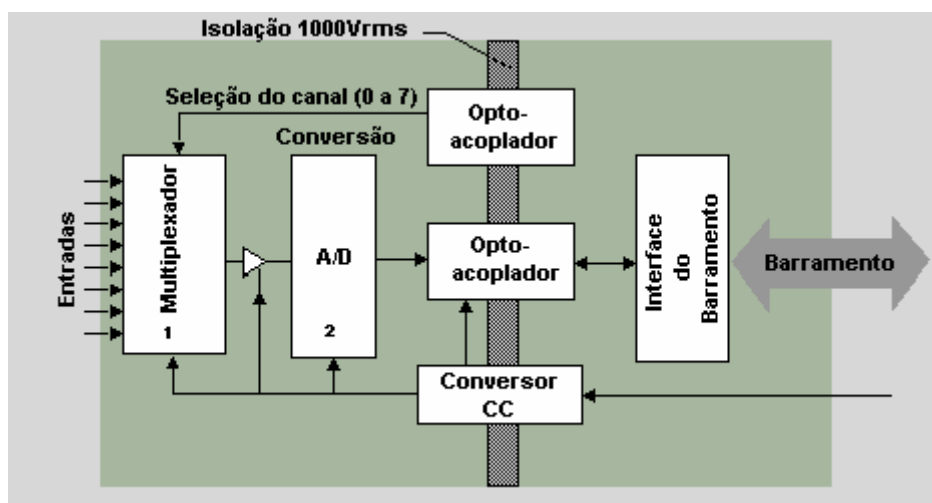 Isolação 1000Vrms
Seleção do canal (0 a 7)
Opto-
acoplador
Conversão
Entradas
Multiplexador
1
A/D
2
Opto-
acoplador
Interface
do
Barramento
Barramento
Conversor
CC